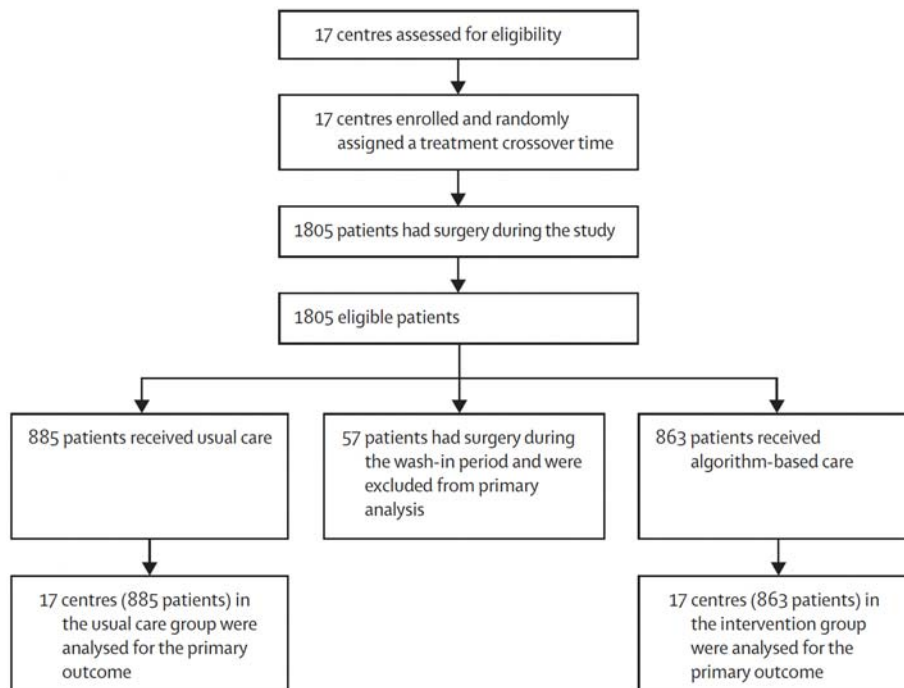 17 centres assessed for eligibility
17 centres enrolled and randomly
assigned a treatment crossover time
1805 patients had surgery during the study
1805 eligible patients
885 patients received usual care
57 patients had surgery during
the wash-in period and were
excluded from primary
analysis
863 patients received
algorithm-based care
17 centres (885 patients) in
the usual care group were
analysed for the primary
outcome
17 centres (863 patients) in
the intervention group
were analysed for the
primary outcome